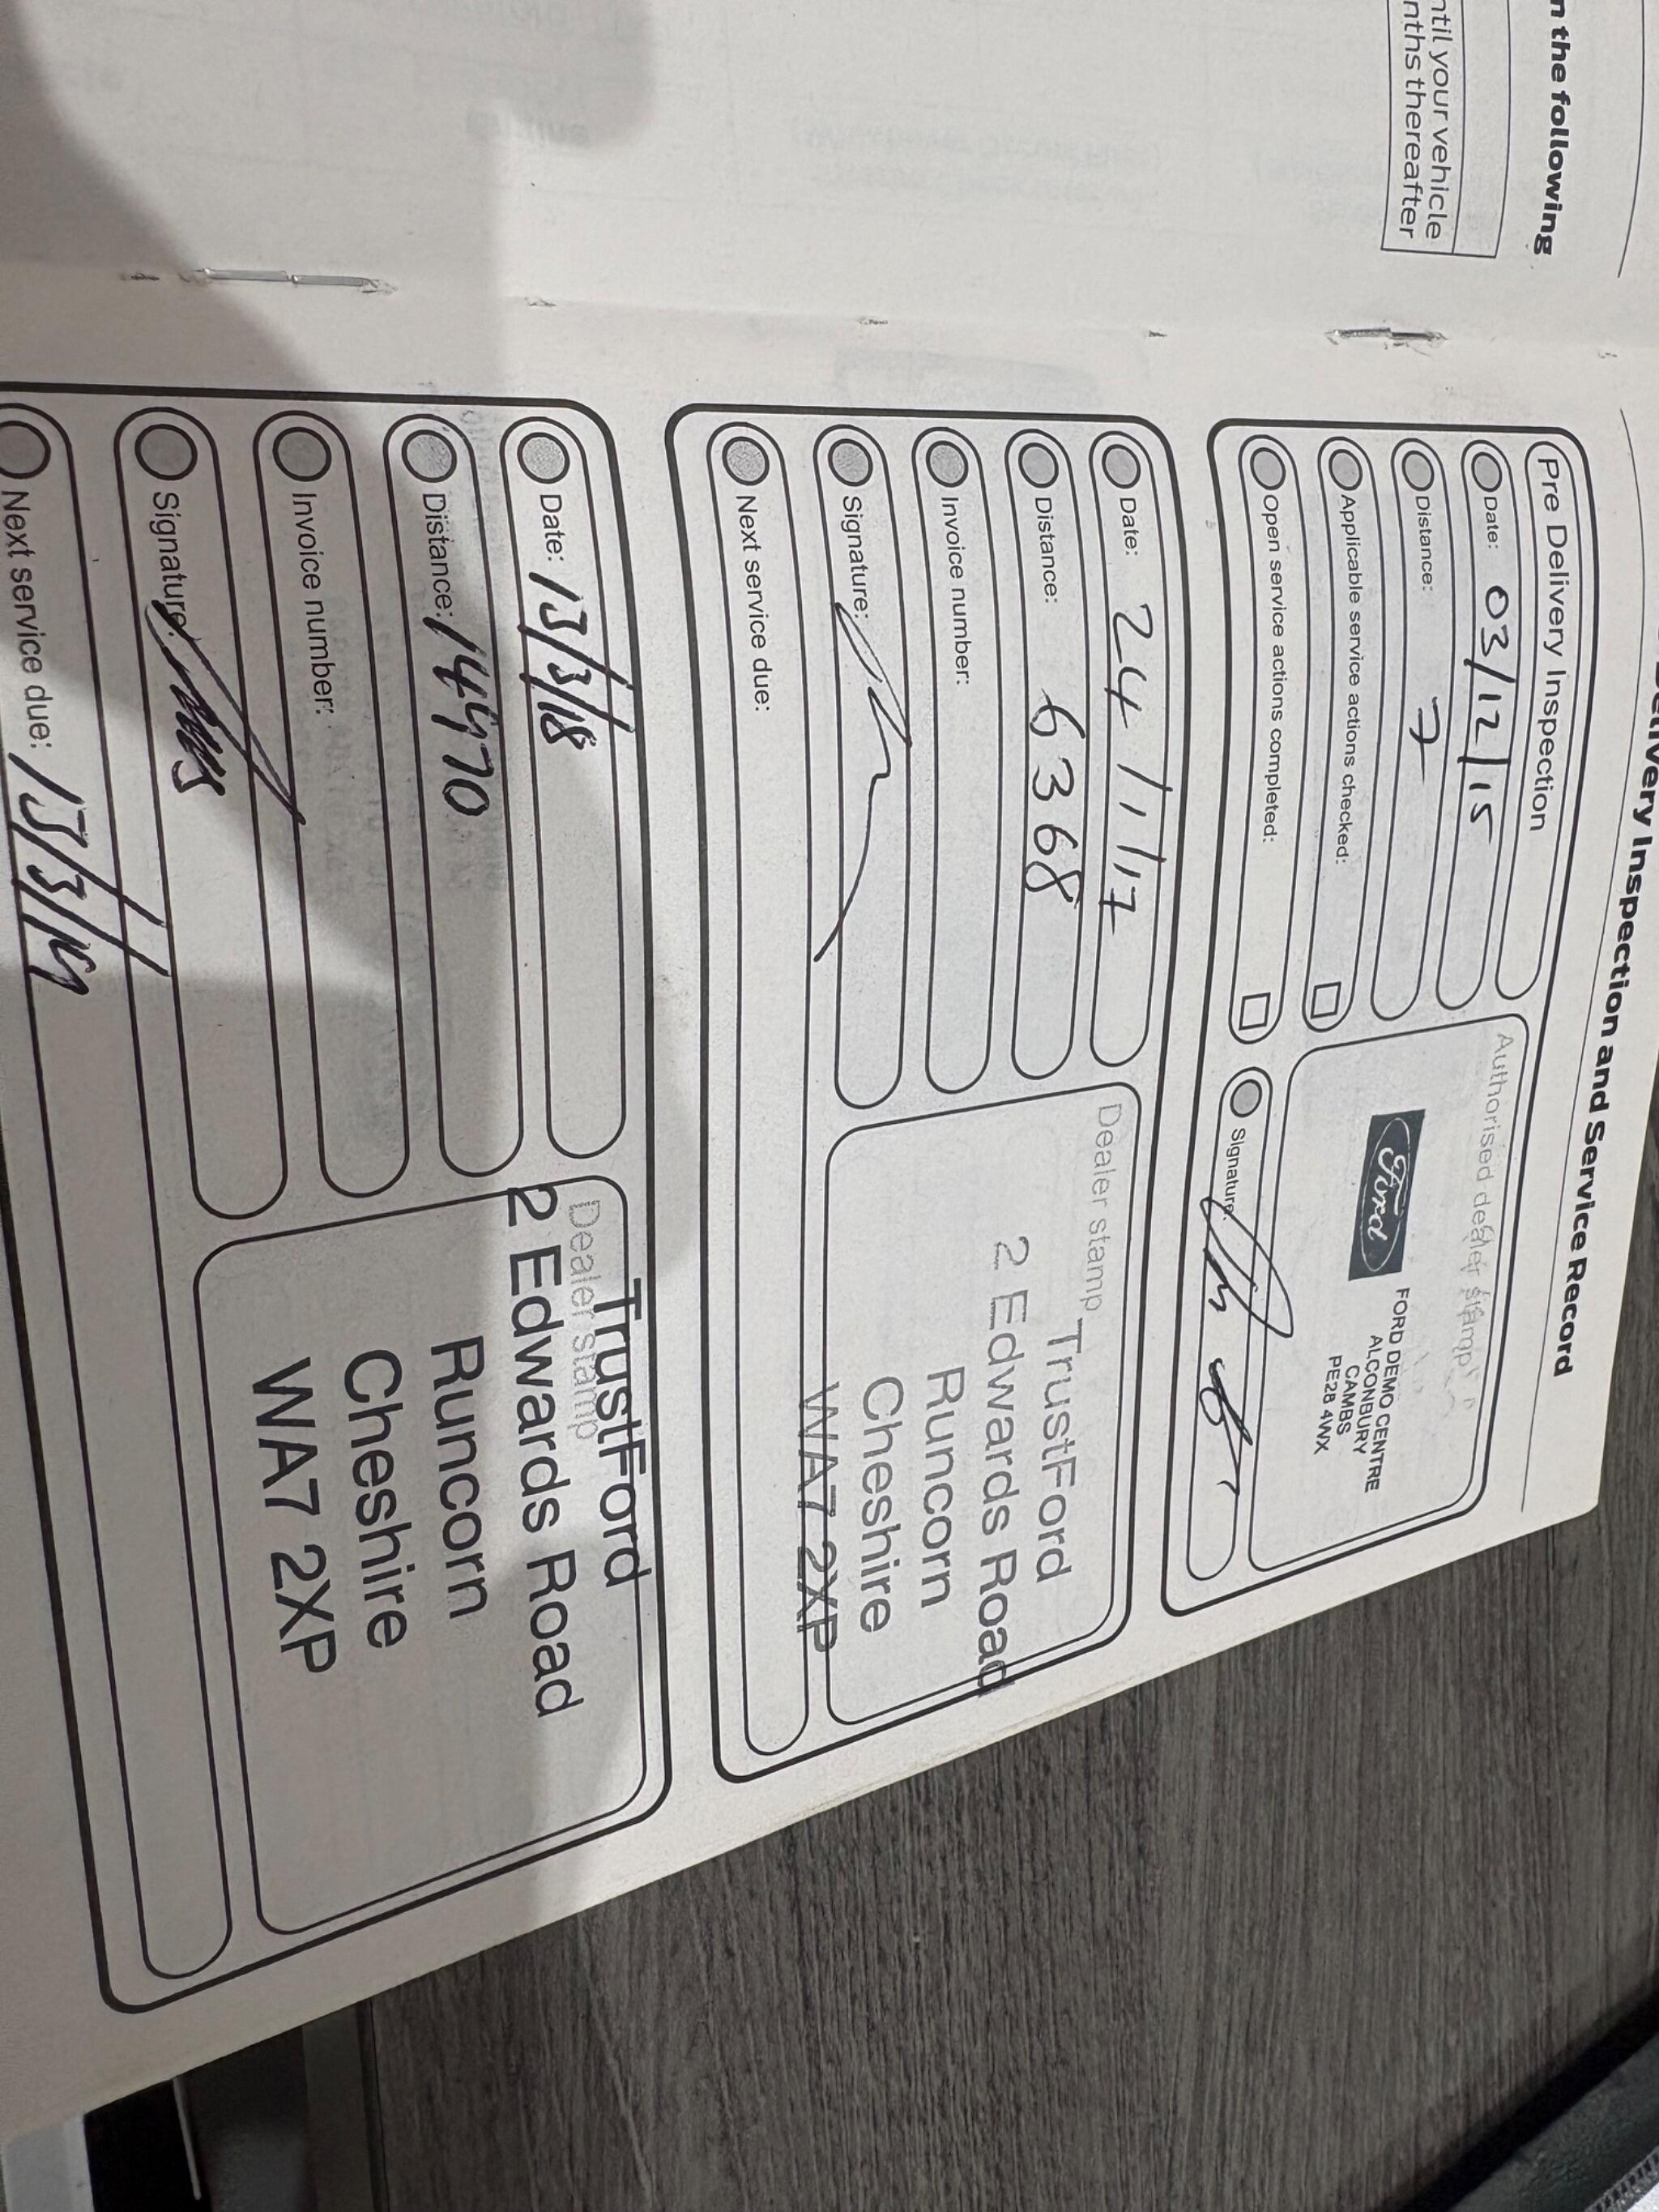 n the following
ntil your vehicle
nths thereafter
elivery Inspection and Service Record
Pre Delivery Inspection
Date: 03/12/15
Distance: 7
Applicable service actions checked:
Open service actions completed:
Authorised dealer stamp
Ford
FORD DEMO CENTRE
ALCONBURY
CAMBS
PE28 4WX
Signature:
Date: 24/1/17
Distance: 6368
Invoice number:
Signature:
Next service due:
Dealer stamp
TrustFord
2 Edwards Road
Runcorn
Cheshire
WA7 2XP
Date: 13/3/18
Distance: 14970
Invoice number:
Signature:
Next service due: 13/3/19
Dealer stamp
TrustFord
2 Edwards Road
Runcorn
Cheshire
WA7 2XP